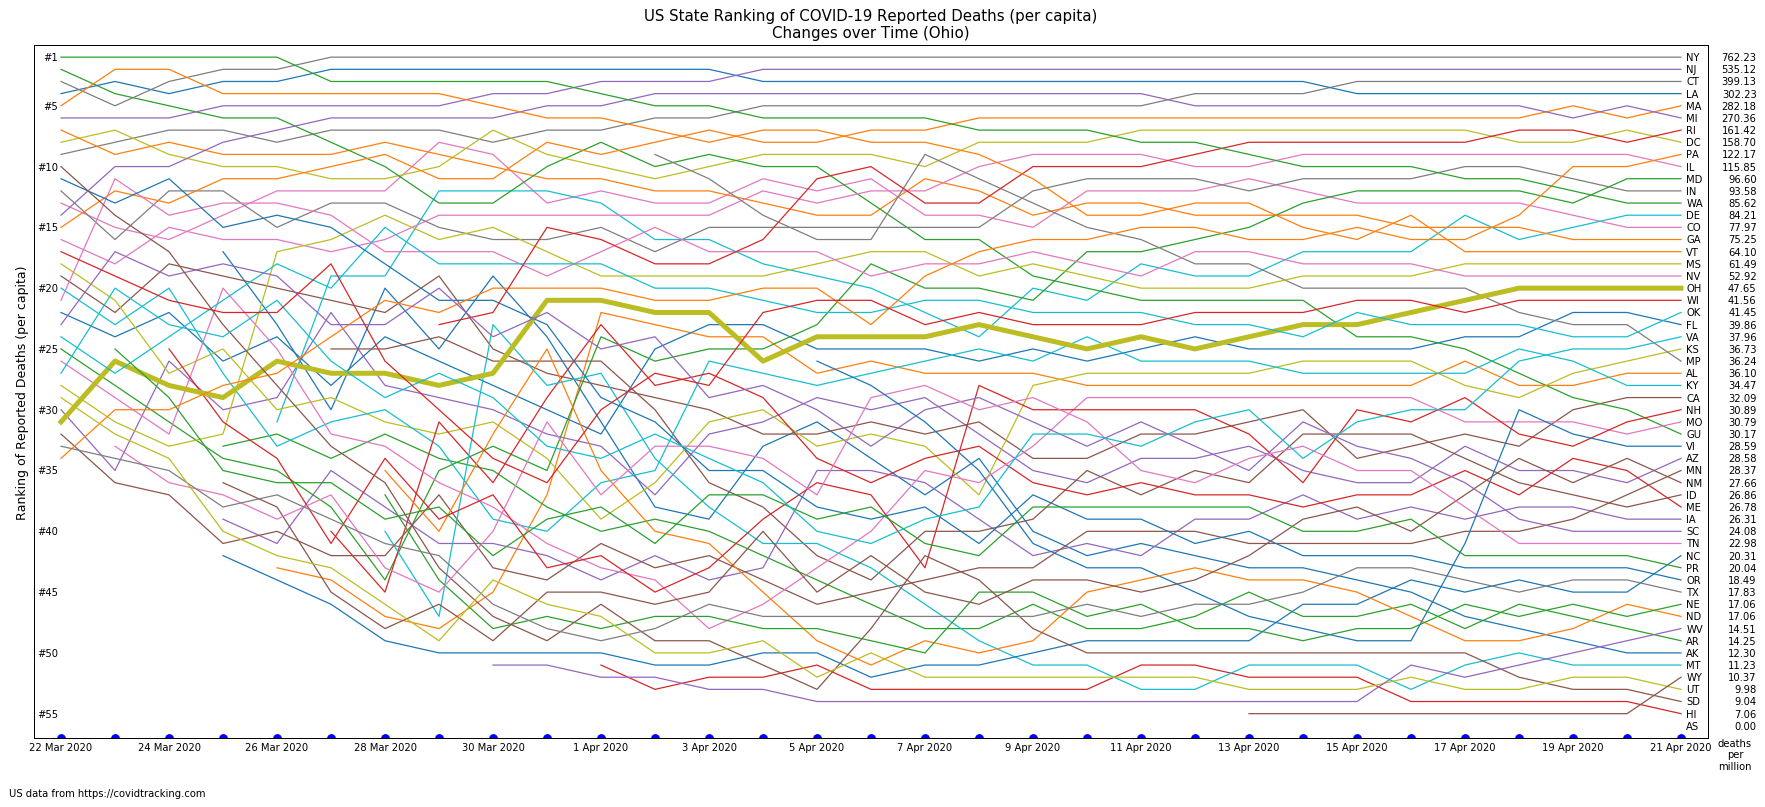 US State Ranking of COVID-19 Reported Deaths (per capita)
Changes over Time (Ohio)
Ranking of Reported Deaths (per capita)
#1
#5
#10
#15
#20
#25
#30
#35
#40
#45
#50
#55
NY 762.23
NJ 535.12
CT 399.13
LA 302.23
MA 282.18
MI 270.36
RI 161.42
DC 158.70
PA 122.17
IL 115.85
MD 96.60
IN 93.58
WA 85.62
DE 84.21
CO 77.97
GA 75.25
VT 64.10
MS 61.49
NV 52.92
OH 47.65
WI 41.56
OK 41.45
FL 39.86
VA 37.96
KS 36.73
MP 36.24
AL 36.10
KY 34.47
CA 32.09
NH 30.89
MO 30.79
GU 30.17
VI 28.59
AZ 28.58
MN 28.37
NM 27.66
ID 26.86
ME 26.78
IA 26.31
SC 24.08
TN 22.98
NC 20.31
PR 20.04
OR 18.49
TX 17.83
NE 17.06
ND 17.06
WV 14.51
AR 14.25
AK 12.30
MT 11.23
WY 10.37
UT 9.98
SD 9.04
HI 7.06
AS 0.00
22 Mar 2020 24 Mar 2020 26 Mar 2020 28 Mar 2020 30 Mar 2020 1 Apr 2020 3 Apr 2020 5 Apr 2020 7 Apr 2020 9 Apr 2020 11 Apr 2020 13 Apr 2020 15 Apr 2020 17 Apr 2020 19 Apr 2020 21 Apr 2020
deaths
per
million
US data from https://covidtracking.com